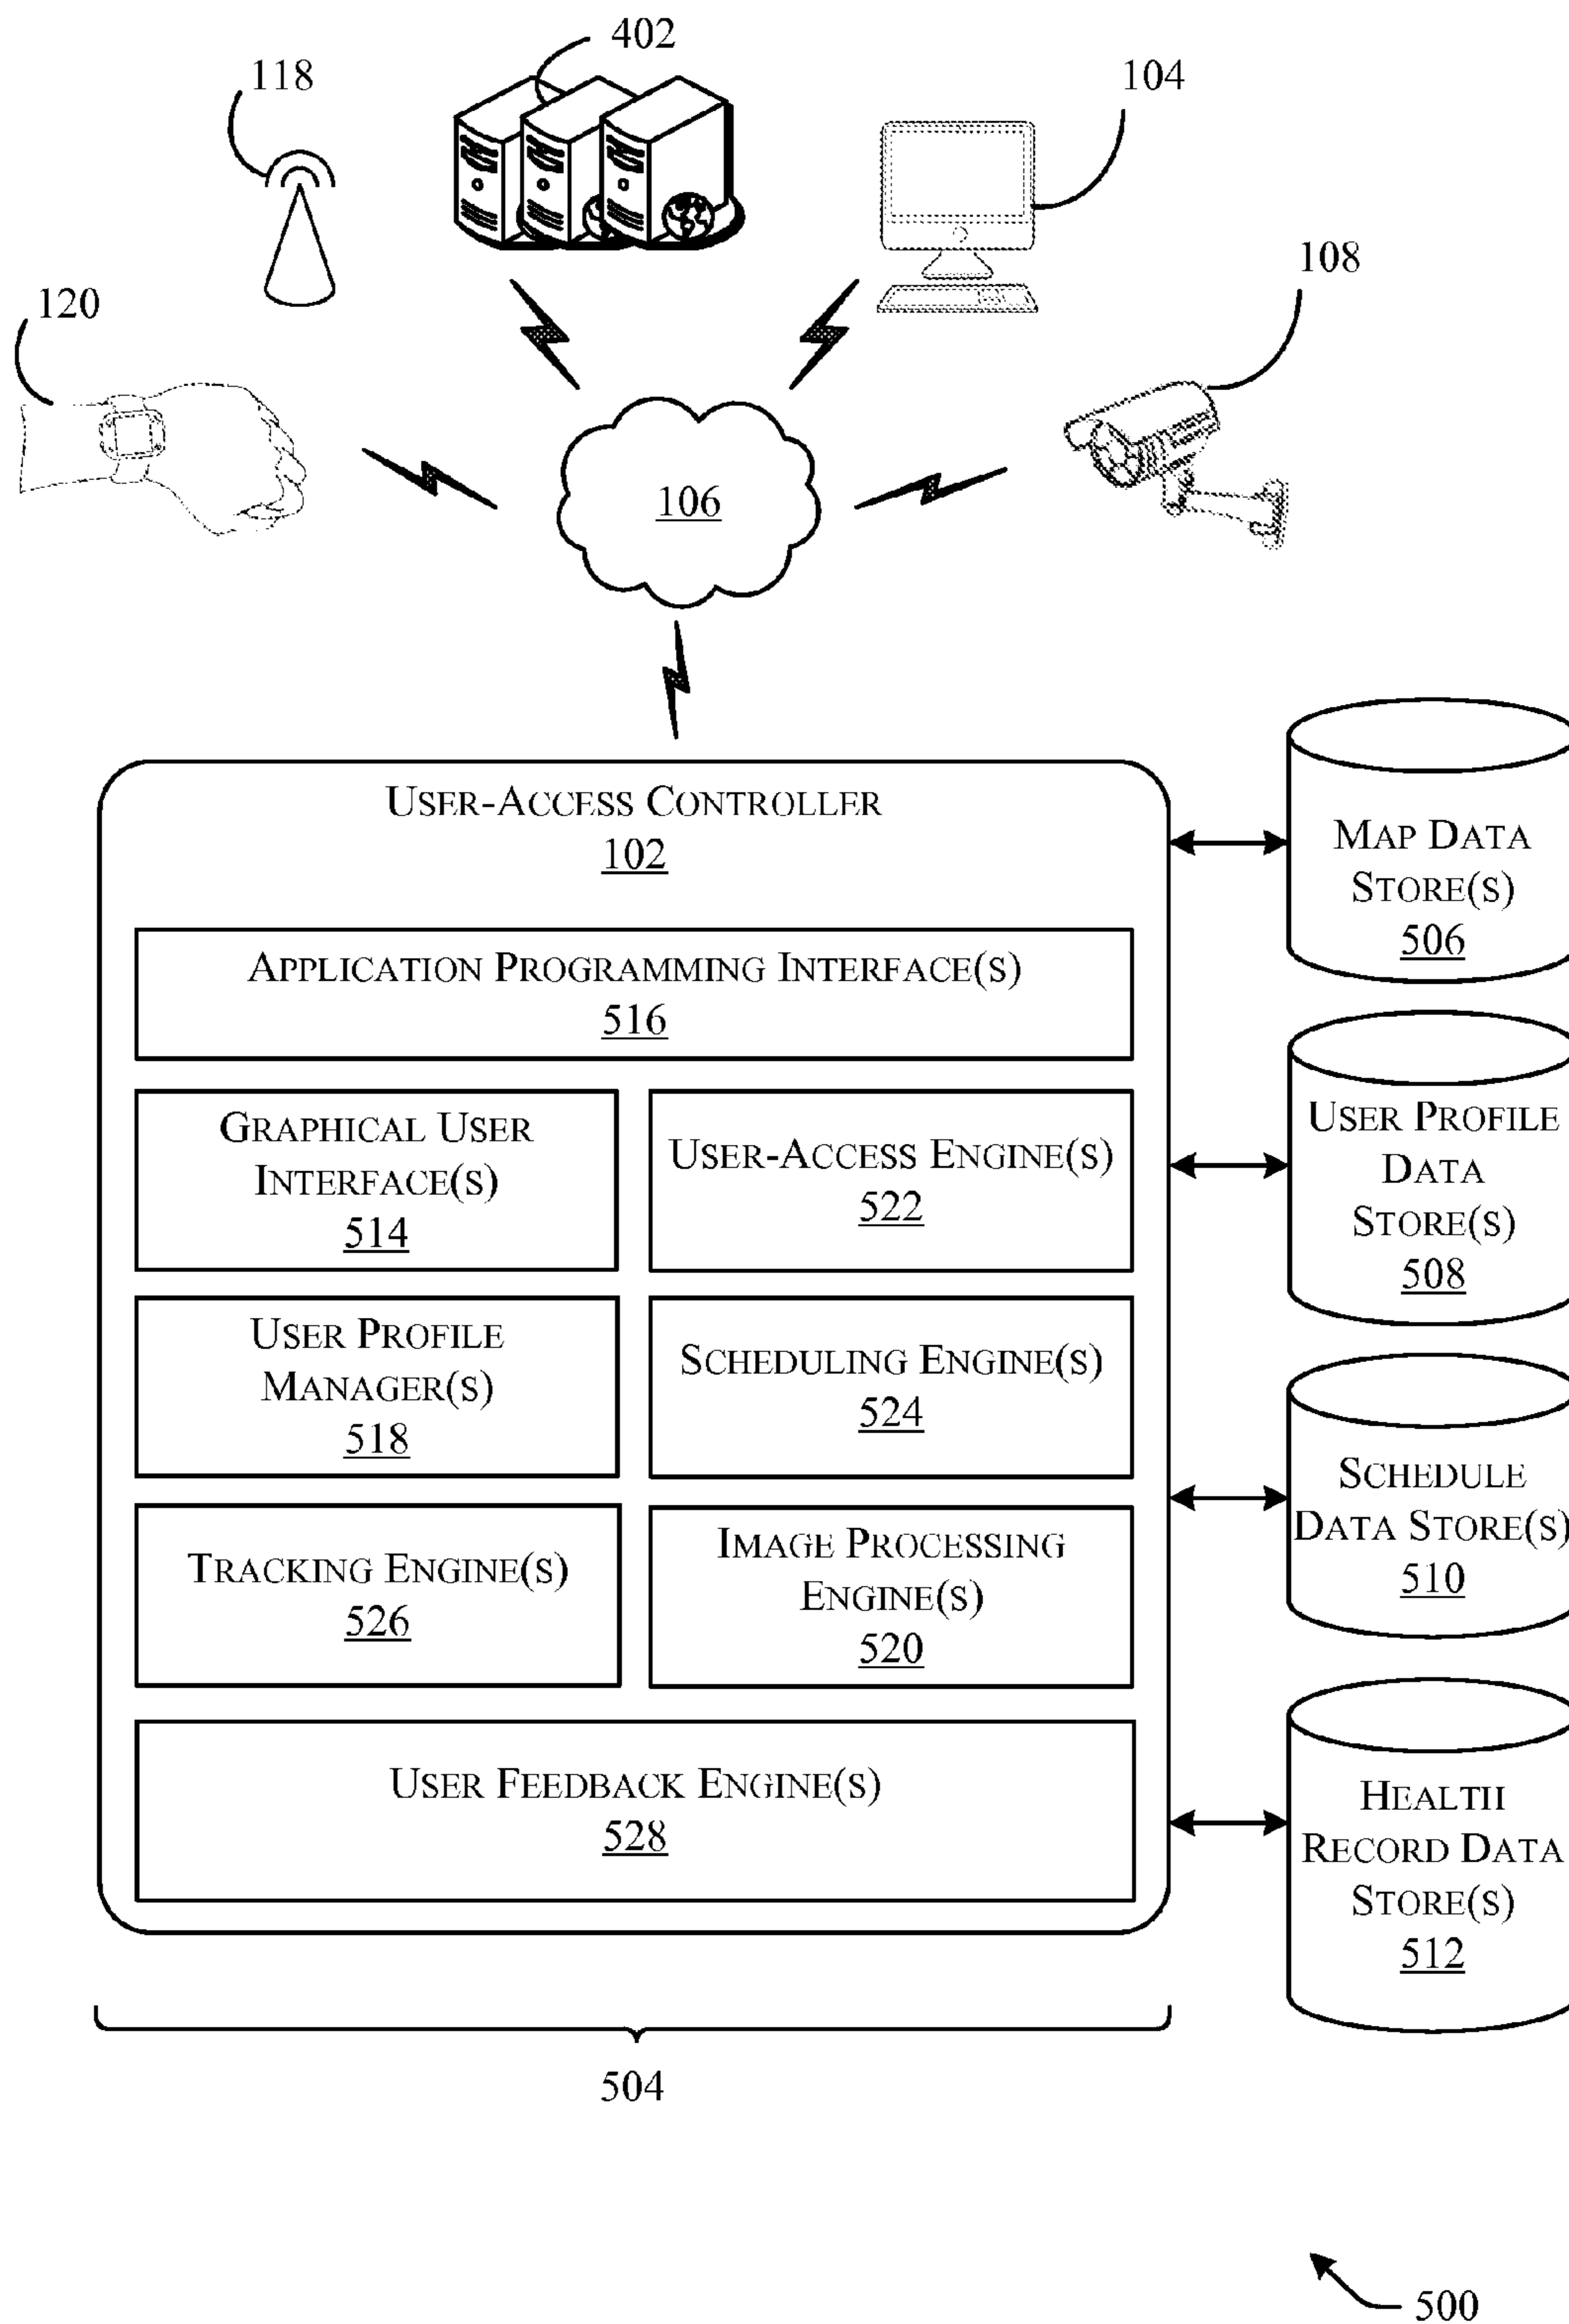 402
118
104
108
120
106
USER-ACCESS CONTROLLER
102
APPLICATION PROGRAMMING INTERFACE(S)
516
GRAPHICAL USER
INTERFACE(S)
514
USER-ACCESS ENGINE(S)
522
USER PROFILE
MANAGER(S)
518
SCHEDULING ENGINE(S)
524
TRACKING ENGINE(S)
526
IMAGE PROCESSING
ENGINE(S)
520
USER FEEDBACK ENGINE(S)
528
MAP DATA
STORE(S)
506
USER PROFILE
DATA
STORE(S)
508
SCHEDULE
DATA STORE(S)
510
HEALTH
RECORD DATA
STORE(S)
512
504
500